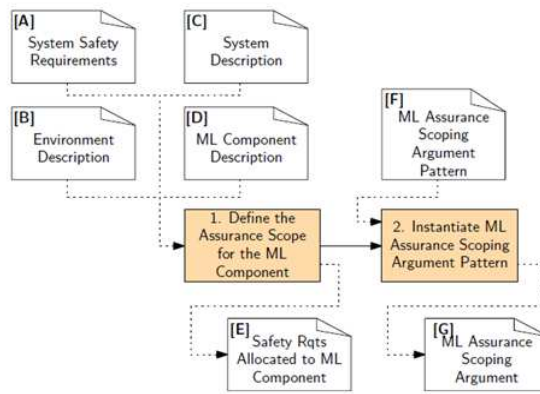 [A]
System Safety
Requirements
[C]
System
Description
[B]
Environment
Description
[D]
ML Component
Description
[F]
ML Assurance
Scoping
Argument
Pattern
1. Define the
Assurance Scope
for the ML
Component
2. Instantiate ML
Assurance Scoping
Argument Pattern
[E]
Safety Rqts
Allocated to ML
Component
[G]
ML Assurance
Scoping
Argument